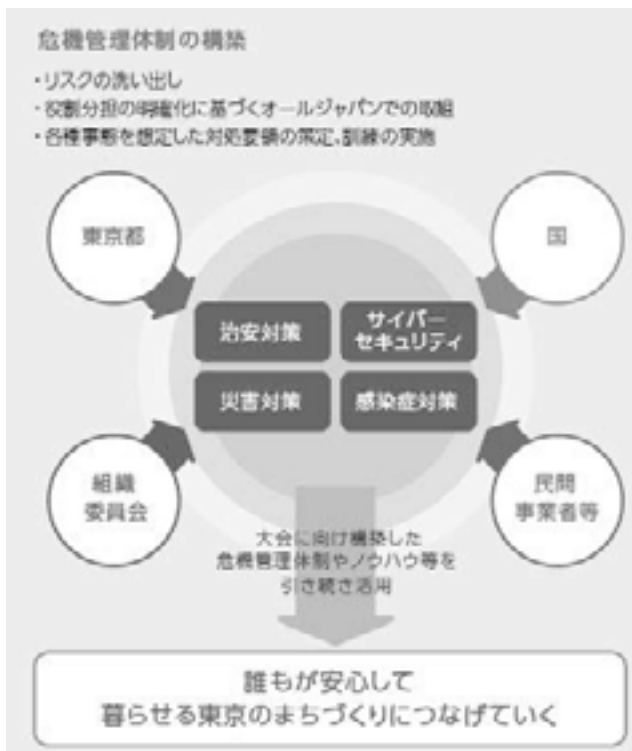 危機管理体制の構築
・リスクの洗い出し
・役割分担の明確化に基づくオールジャパンでの取組
・各種事態を想定した対処要領の策定、訓練の実施
東京都
国
治安対策
サイバー
セキュリティ
災害対策
感染症対策
組織
委員会
民間
事業者等
大会に向け構築した
危機管理体制やノウハウ等を
引き続き活用
誰もが安心して
暮らせる東京のまちづくりにつなげていく